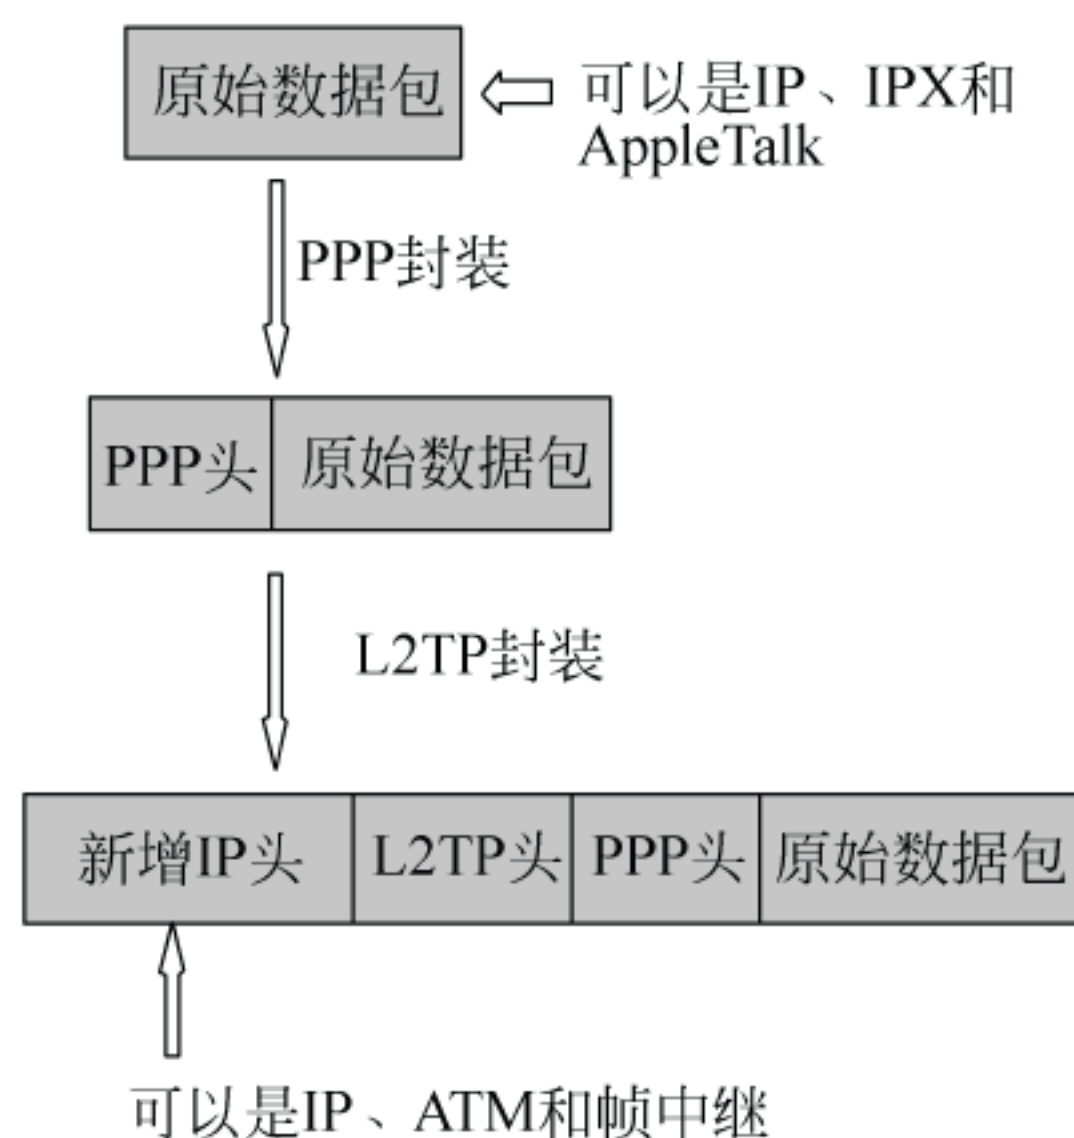 原始数据包
可以是IP、IPX和
AppleTalk
PPP封装
PPP头 原始数据包
L2TP封装
新增IP头 L2TP头 PPP头 原始数据包
可以是IP、ATM和帧中继